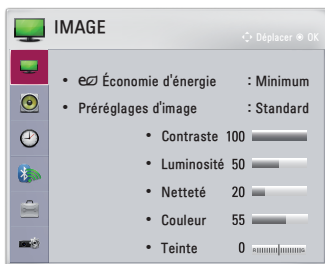 IMAGE
Déplacer OK
• Économie d'énergie : Minimum
• Préréglages d'image : Standard
• Contraste 100
• Luminosité 50
• Netteté 20
• Couleur 55
• Teinte 0